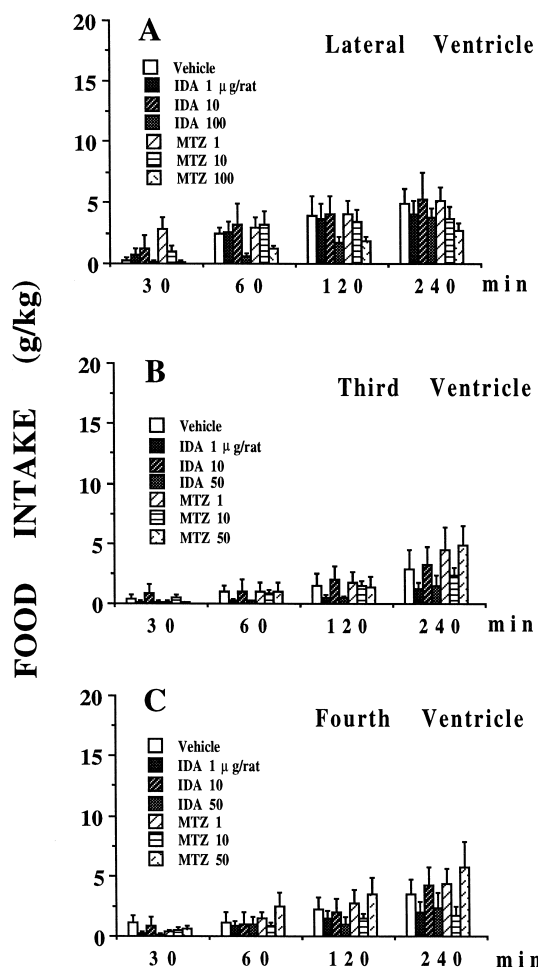 FOOD INTAKE (g/kg)
A
Lateral Ventricle
20
15
10
5
0
Vehicle
IDA 1 μg/rat
IDA 10
IDA 100
MTZ 1
MTZ 10
MTZ 100
30 60 120 240 min
B
Third Ventricle
20
15
10
5
0
Vehicle
IDA 1 μg/rat
IDA 10
IDA 50
MTZ 1
MTZ 10
MTZ 50
30 60 120 240 min
C
Fourth Ventricle
20
15
10
5
0
Vehicle
IDA 1 μg/rat
IDA 10
IDA 50
MTZ 1
MTZ 10
MTZ 50
30 60 120 240 min